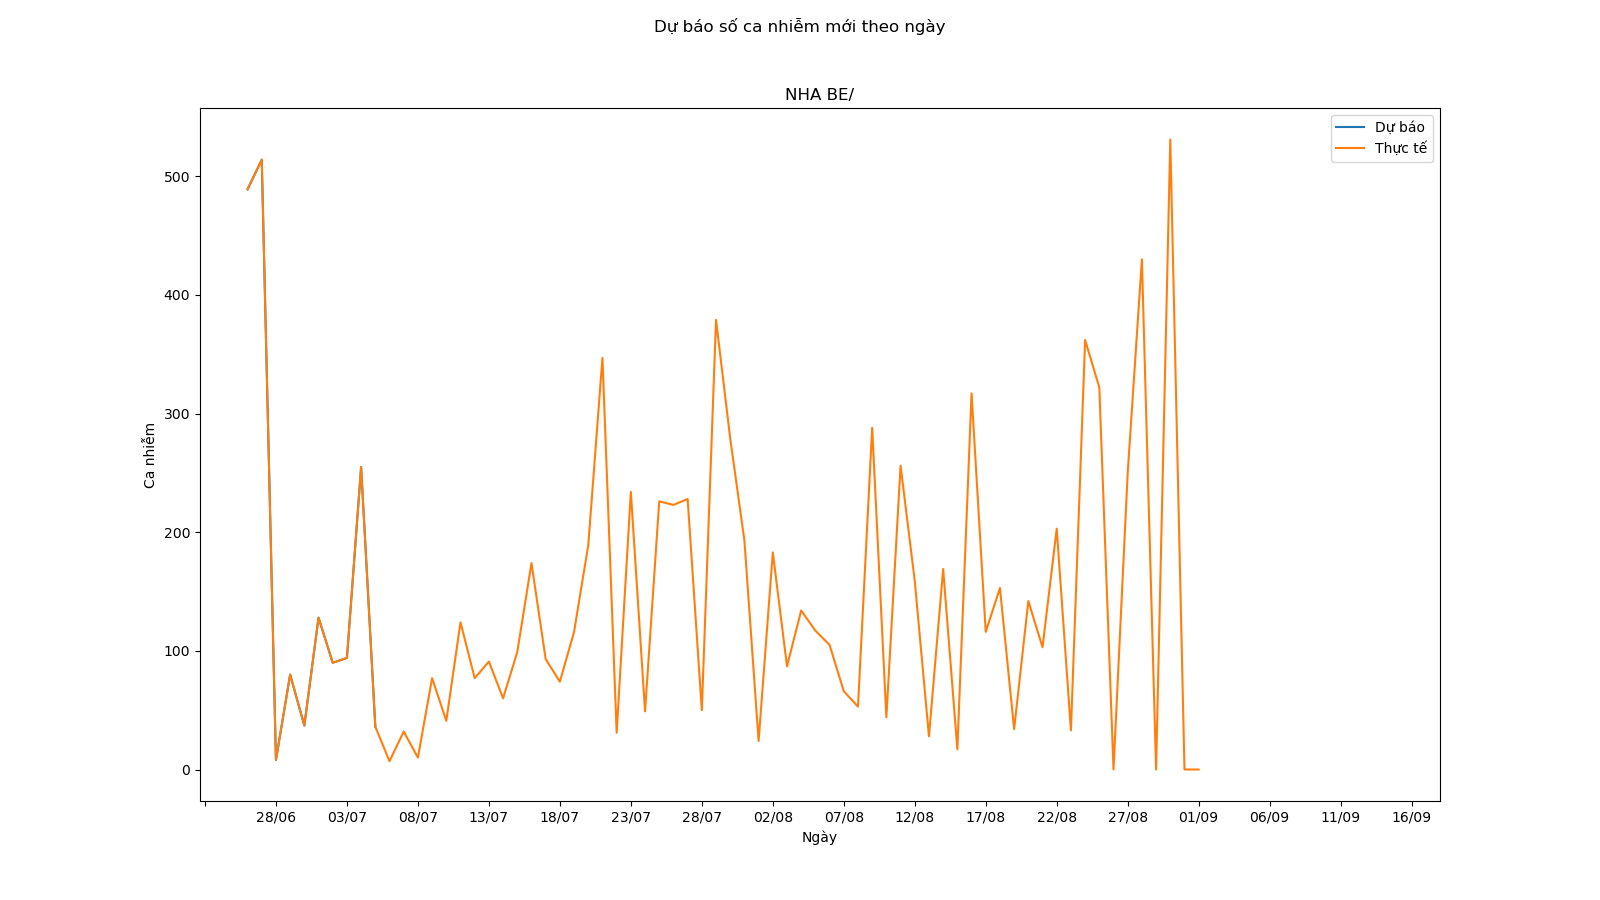 Dự báo số ca nhiễm mới theo ngày
NHA BE/
Dự báo
Thực tế
Ca nhiễm
500
400
300
200
100
0
28/06 03/07 08/07 13/07 18/07 23/07 28/07 02/08 07/08 12/08 17/08 22/08 27/08 01/09 06/09 11/09 16/09
Ngày